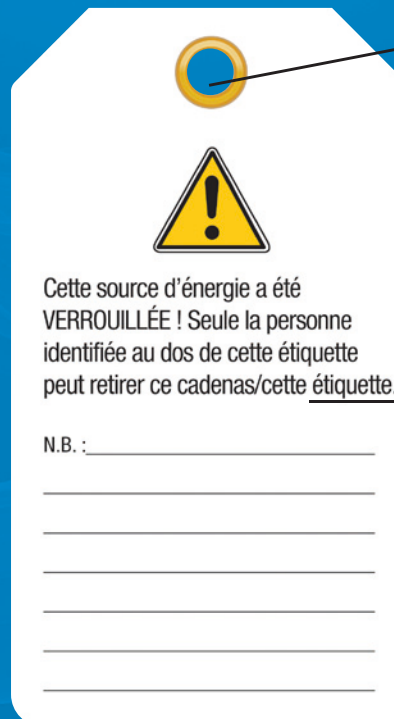 Cette source d'énergie a été
VERROUILLÉE ! Seule la personne
identifiée au dos de cette étiquette
peut retirer ce cadenas/cette étiquette.
N.B. :